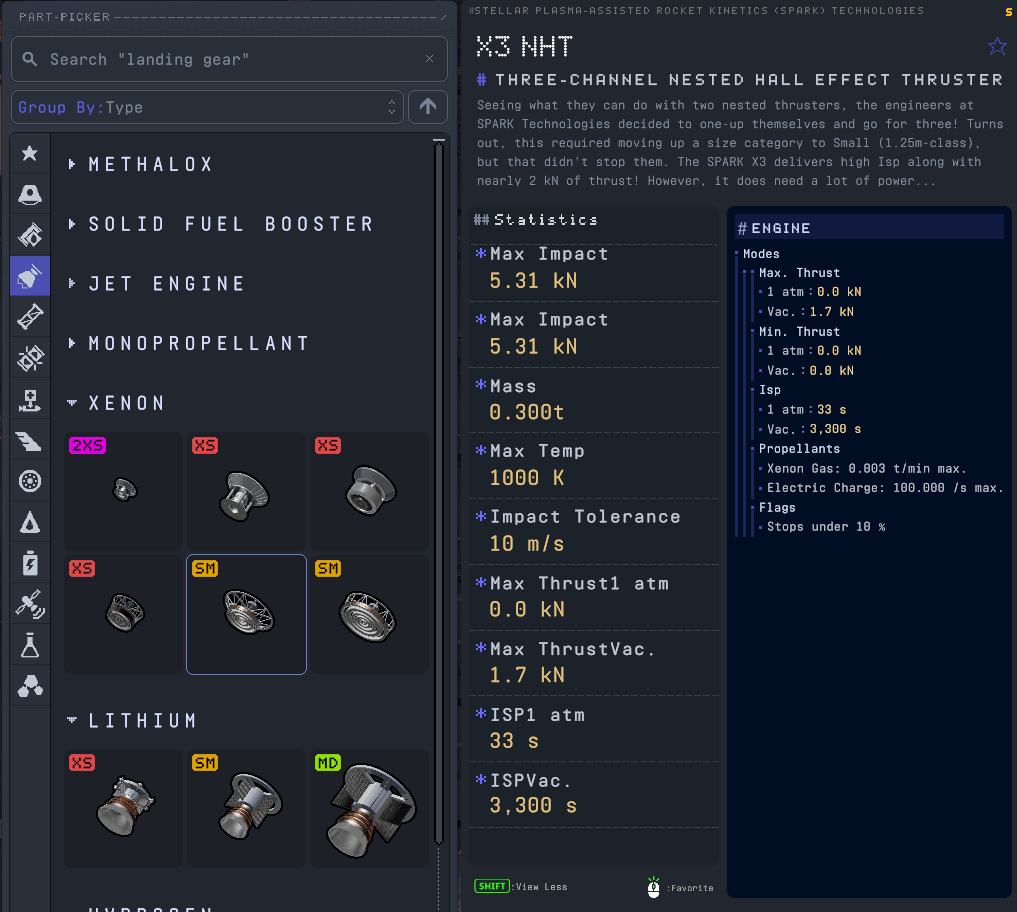 PART-PICKER
Search "landing gear"
Group By:Type
METHALOX
SOLID FUEL BOOSTER
JET ENGINE
MONOPROPELLANT
XENON
2XS
XS
XS
XS
SM
SM
LITHIUM
XS
SM
MD
HYDROGEN
#STELLAR PLASMA-ASSISTED ROCKET KINETICS (SPARK) TECHNOLOGIES
S
X3 NHT
# THREE-CHANNEL NESTED HALL EFFECT THRUSTER
Seeing what they can do with two nested thrusters, the engineers at
SPARK Technologies decided to one-up themselves and go for three! Turns
out, this required moving up a size category to Small (1.25m-class),
but that didn't stop them. The SPARK X3 delivers high Isp along with
nearly 2 kN of thrust! However, it does need a lot of power...
## Statistics
*Max Impact
5.31 kN
*Max Impact
5.31 kN
*Mass
0.300t
*Max Temp
1000 K
*Impact Tolerance
10 m/s
*Max Thrust1 atm
0.0 kN
*Max ThrustVac.
1.7 kN
*ISP1 atm
33 s
*ISPVac.
3,300 s
SHIFT:View Less
:Favorite
#ENGINE
Modes
Max. Thrust
1 atm:0.0 kN
Vac.:1.7 kN
Min. Thrust
1 atm:0.0 kN
Vac.:0.0 kN
Isp
1 atm:33 s
Vac.:3,300 s
Propellants
Xenon Gas: 0.003 t/min max.
Electric Charge: 100.000 /s max.
Flags
Stops under 10 %